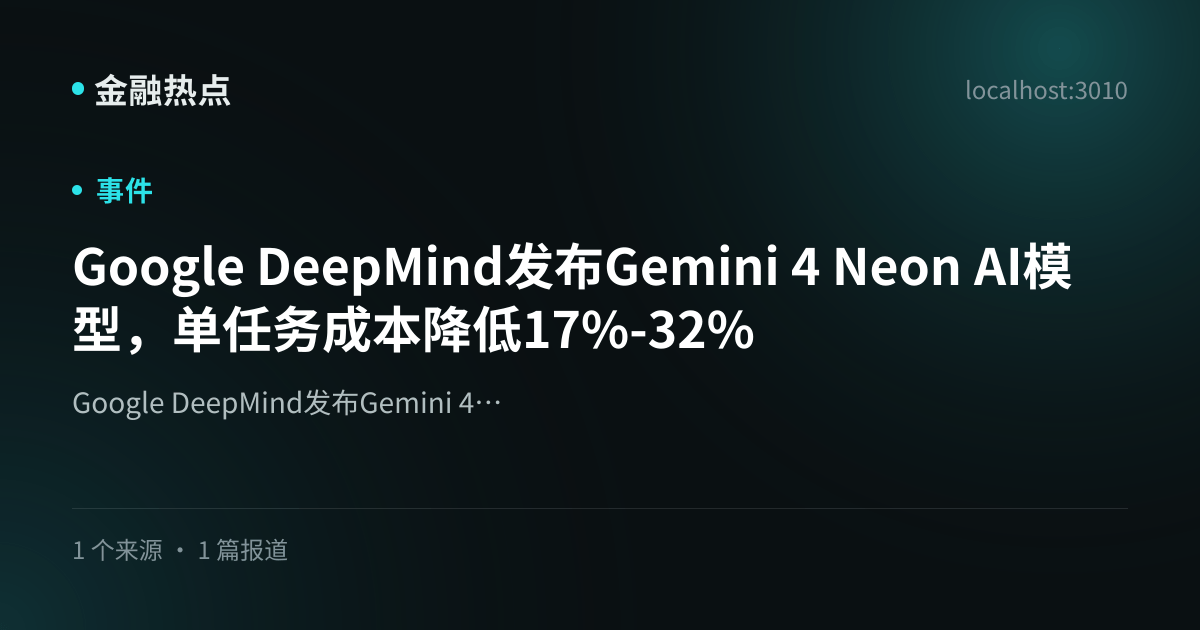 金融热点
localhost:3010
事件
Google DeepMind发布Gemini 4 Neon AI模
型，单任务成本降低17%-32%
Google DeepMind发布Gemini 4…
1 个来源 · 1 篇报道